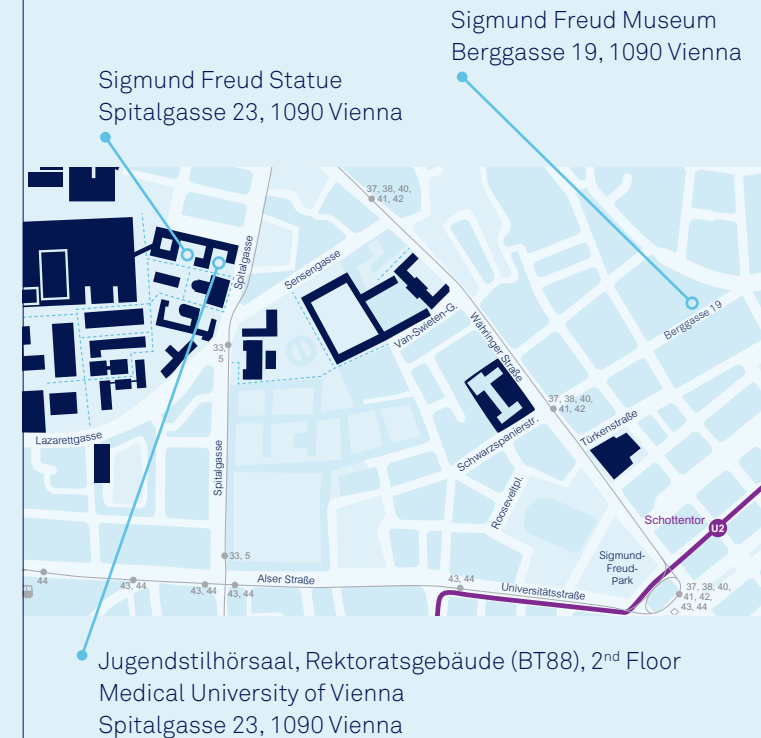 Sigmund Freud Museum
Berggasse 19, 1090 Vienna
Sigmund Freud Statue
Spitalgasse 23, 1090 Vienna
37, 38, 40,
41, 42
Spitalgasse
Sensengasse
Berggasse 19
Van-Swieten-G.
Währinger Straße
33,
5
37, 38, 40,
41, 42
Türkenstraße
Schwarzspanierstr.
Lazarettgasse
Spitalgasse
Rooseveltpl.
Schottentor
U2
33, 5
Sigmund-
Freud-
Park
44
43, 44
43, 44
43, 44
Alser Straße
43, 44
Universitätsstraße
37, 38, 40,
41, 42,
43, 44
Jugendstilhörsaal, Rektoratsgebäude (BT88), 2nd Floor
Medical University of Vienna
Spitalgasse 23, 1090 Vienna